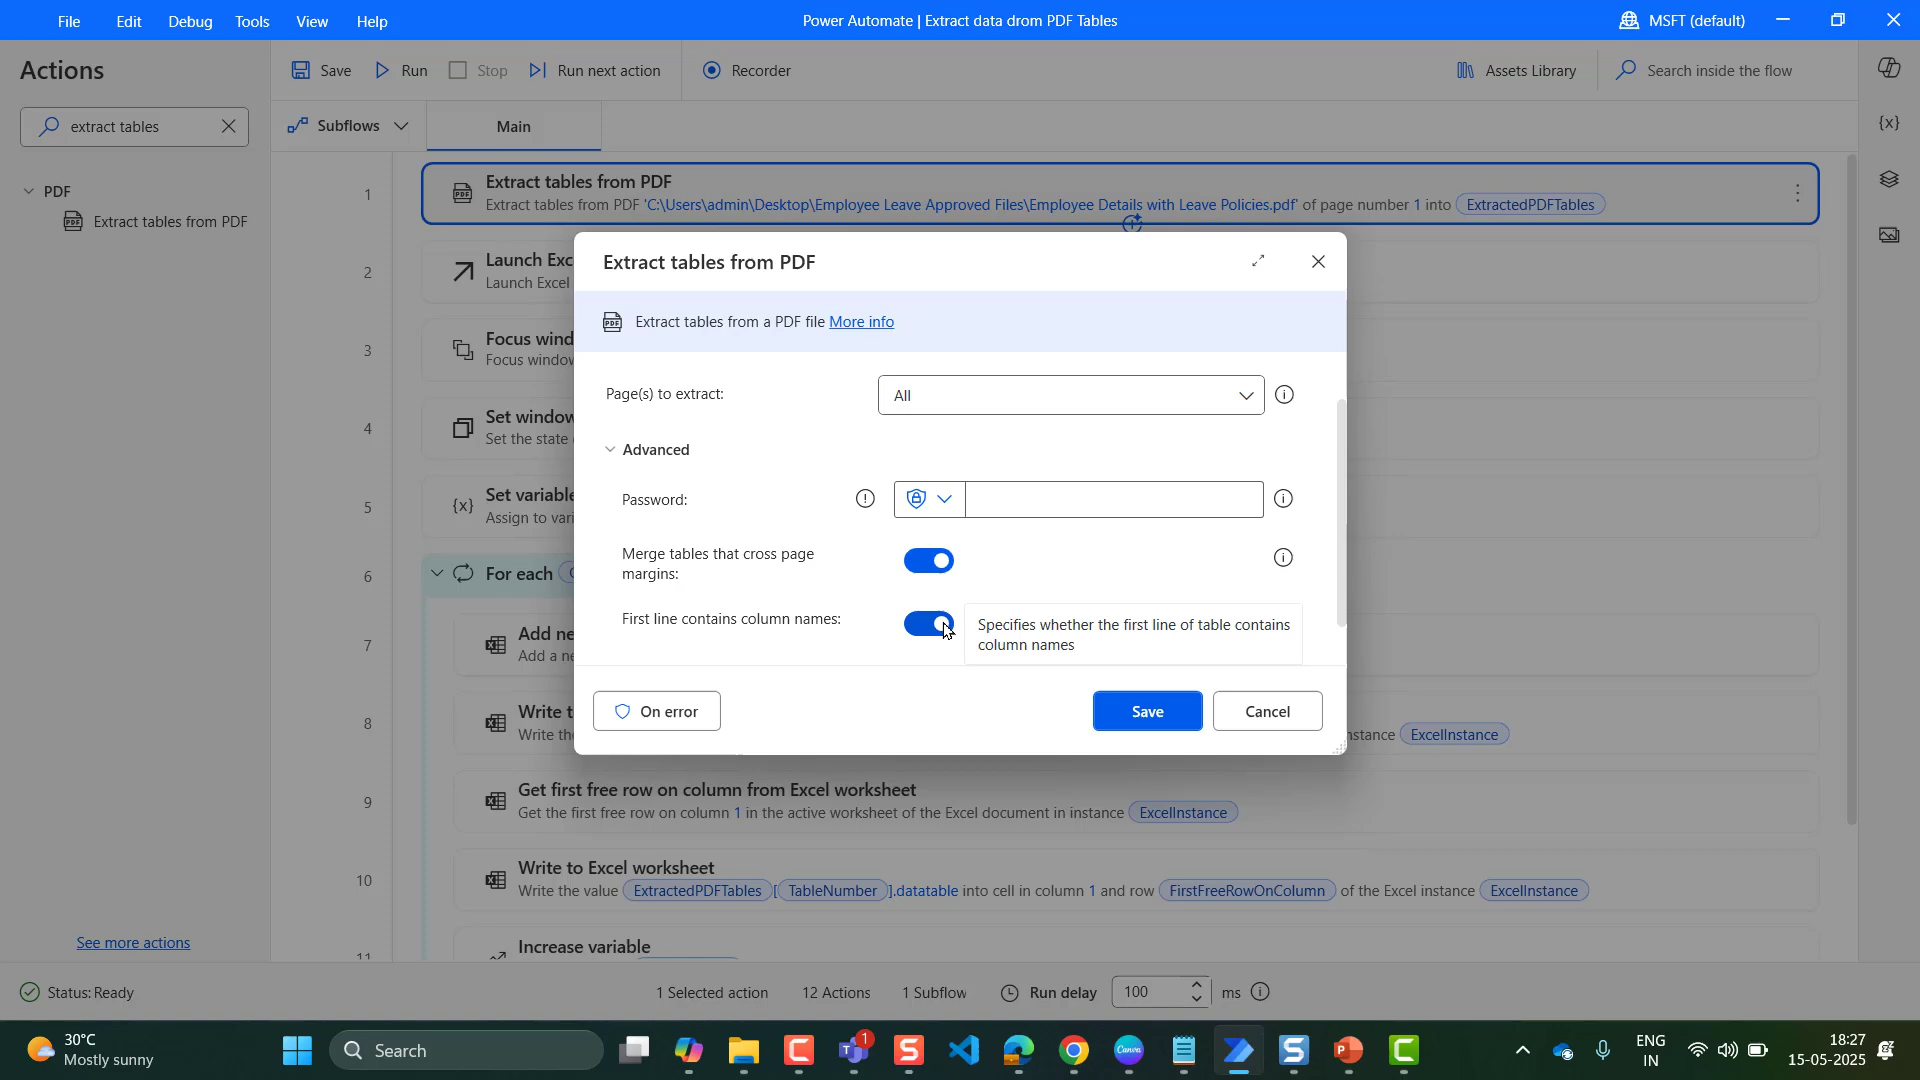 File Edit Debug Tools View Help
Power Automate | Extract data drom PDF Tables
MSFT (default)
Actions
Save Run Stop Run next action Recorder
Assets Library
Search inside the flow
extract tables
Subflows
Main
PDF
Extract tables from PDF
1
Extract tables from PDF
Extract tables from PDF 'C:\Users\admin\Desktop\Employee Leave Approved Files\Employee Details with Leave Policies.pdf' of page number 1 into ExtractedPDFTables
2
Launch Exc
Launch Excel
3
Focus wind
Focus window
4
Set window
Set the state
5
{x}
Set variable
Assign to vari
6
For each
7
Add ne
Add a ne
8
Write t
Write the
nstance ExcelInstance
9
Get first free row on column from Excel worksheet
Get the first free row on column 1 in the active worksheet of the Excel document in instance ExcelInstance
10
Write to Excel worksheet
Write the value ExtractedPDFTables [ TableNumber ].datatable into cell in column 1 and row FirstFreeRowOnColumn of the Excel instance ExcelInstance
11
Increase variable
{x}
Extract tables from PDF
Extract tables from a PDF file More info
Page(s) to extract:
All
Advanced
Password:
Merge tables that cross page
margins:
First line contains column names:
Specifies whether the first line of table contains
column names
On error
Save
Cancel
See more actions
Status: Ready
1 Selected action
12 Actions
1 Subflow
Run delay
100
ms
30°C
Mostly sunny
Search
1
Canva
ENG
IN
18:27
15-05-2025